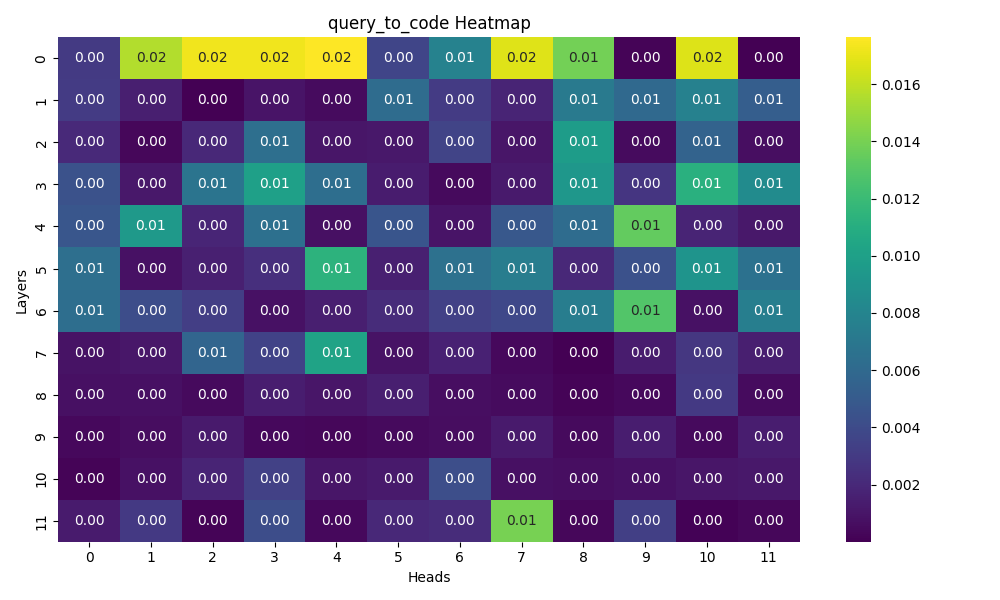 query_to_code Heatmap
0 0.00 0.02 0.02 0.02 0.02 0.00 0.01 0.02 0.01 0.00 0.02 0.00
1 0.00 0.00 0.00 0.00 0.00 0.01 0.00 0.00 0.01 0.01 0.01 0.01
2 0.00 0.00 0.00 0.01 0.00 0.00 0.00 0.00 0.01 0.00 0.01 0.00
3 0.00 0.00 0.01 0.01 0.01 0.00 0.00 0.00 0.01 0.00 0.01 0.01
4 0.00 0.01 0.00 0.01 0.00 0.00 0.00 0.00 0.01 0.01 0.00 0.00
5 0.01 0.00 0.00 0.00 0.01 0.00 0.01 0.01 0.00 0.00 0.01 0.01
6 0.01 0.00 0.00 0.00 0.00 0.00 0.00 0.00 0.01 0.01 0.00 0.01
7 0.00 0.00 0.01 0.00 0.01 0.00 0.00 0.00 0.00 0.00 0.00 0.00
8 0.00 0.00 0.00 0.00 0.00 0.00 0.00 0.00 0.00 0.00 0.00 0.00
9 0.00 0.00 0.00 0.00 0.00 0.00 0.00 0.00 0.00 0.00 0.00 0.00
10 0.00 0.00 0.00 0.00 0.00 0.00 0.00 0.00 0.00 0.00 0.00 0.00
11 0.00 0.00 0.00 0.00 0.00 0.00 0.00 0.01 0.00 0.00 0.00 0.00
0 1 2 3 4 5 6 7 8 9 10 11
Heads
Layers
0.016
0.014
0.012
0.010
0.008
0.006
0.004
0.002